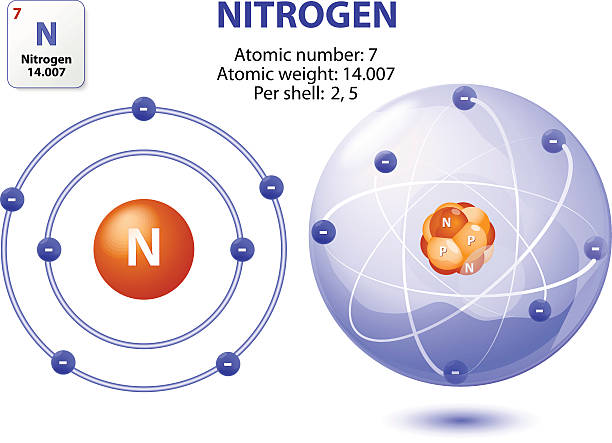 7
N
Nitrogen
14.007
NITROGEN
Atomic number: 7
Atomic weight: 14.007
Per shell: 2, 5
N
N
P
P
N
-
-
-
-
-
-
-
-
-
-
-
-
-
-